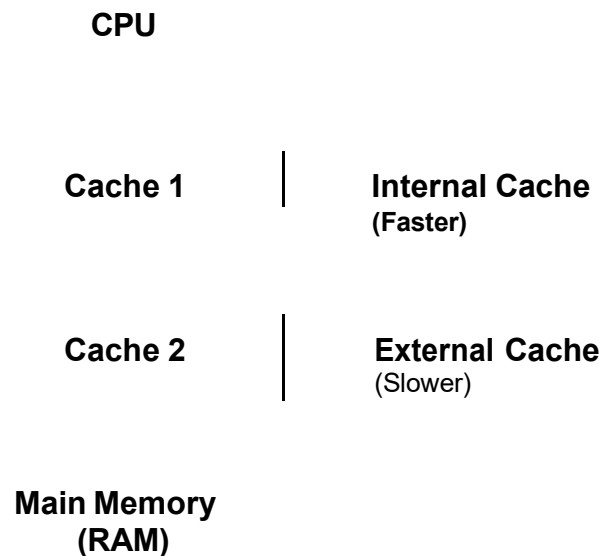 CPU
Cache 1
Internal Cache
(Faster)
Cache 2
External Cache
(Slower)
Main Memory
(RAM)